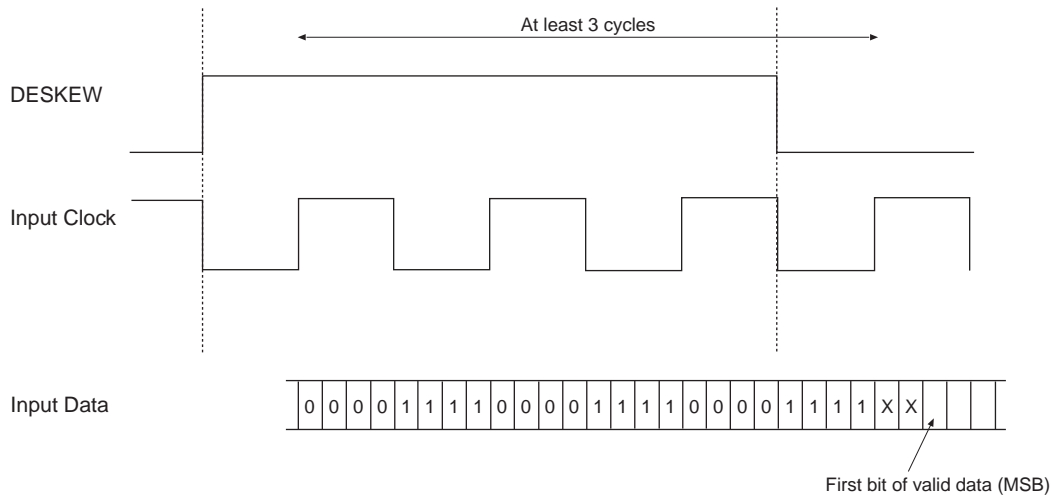 At least 3 cycles
DESKEW
Input Clock
Input Data
0 0 0 0 1 1 1 1 0 0 0 0 1 1 1 1 0 0 0 0 1 1 1 1 X X
First bit of valid data (MSB)